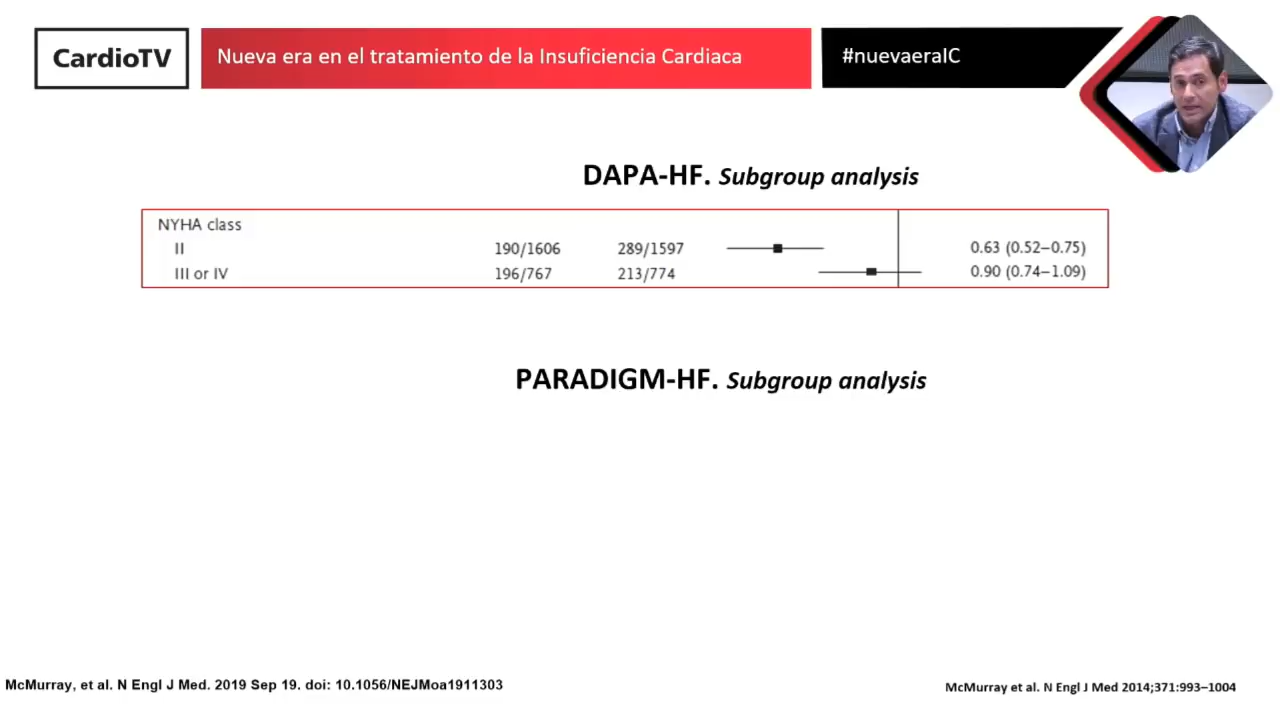 CardioTV
Nueva era en el tratamiento de la Insuficiencia Cardiaca
#nuevaeraIC
DAPA-HF. Subgroup analysis
NYHA class
II 190/1606 289/1597 0.63 (0.52–0.75)
III or IV 196/767 213/774 0.90 (0.74–1.09)
PARADIGM-HF. Subgroup analysis
McMurray, et al. N Engl J Med. 2019 Sep 19. doi: 10.1056/NEJMoa1911303
McMurray et al. N Engl J Med 2014;371:993–1004